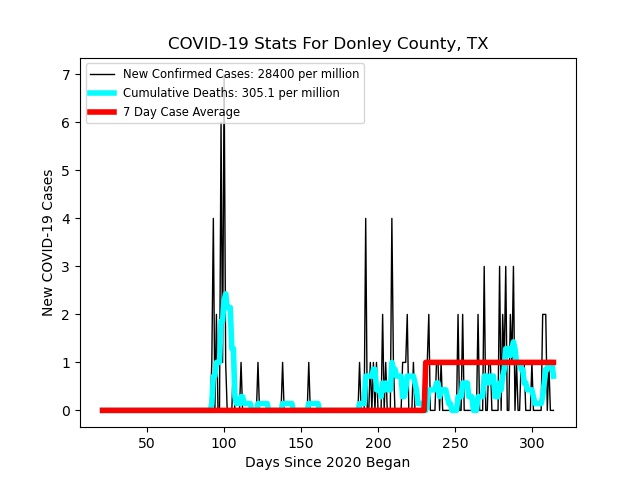 COVID-19 Stats For Donley County, TX
New Confirmed Cases: 28400 per million
Cumulative Deaths: 305.1 per million
7 Day Case Average
New COVID-19 Cases
7
6
5
4
3
2
1
0
50 100 150 200 250 300
Days Since 2020 Began